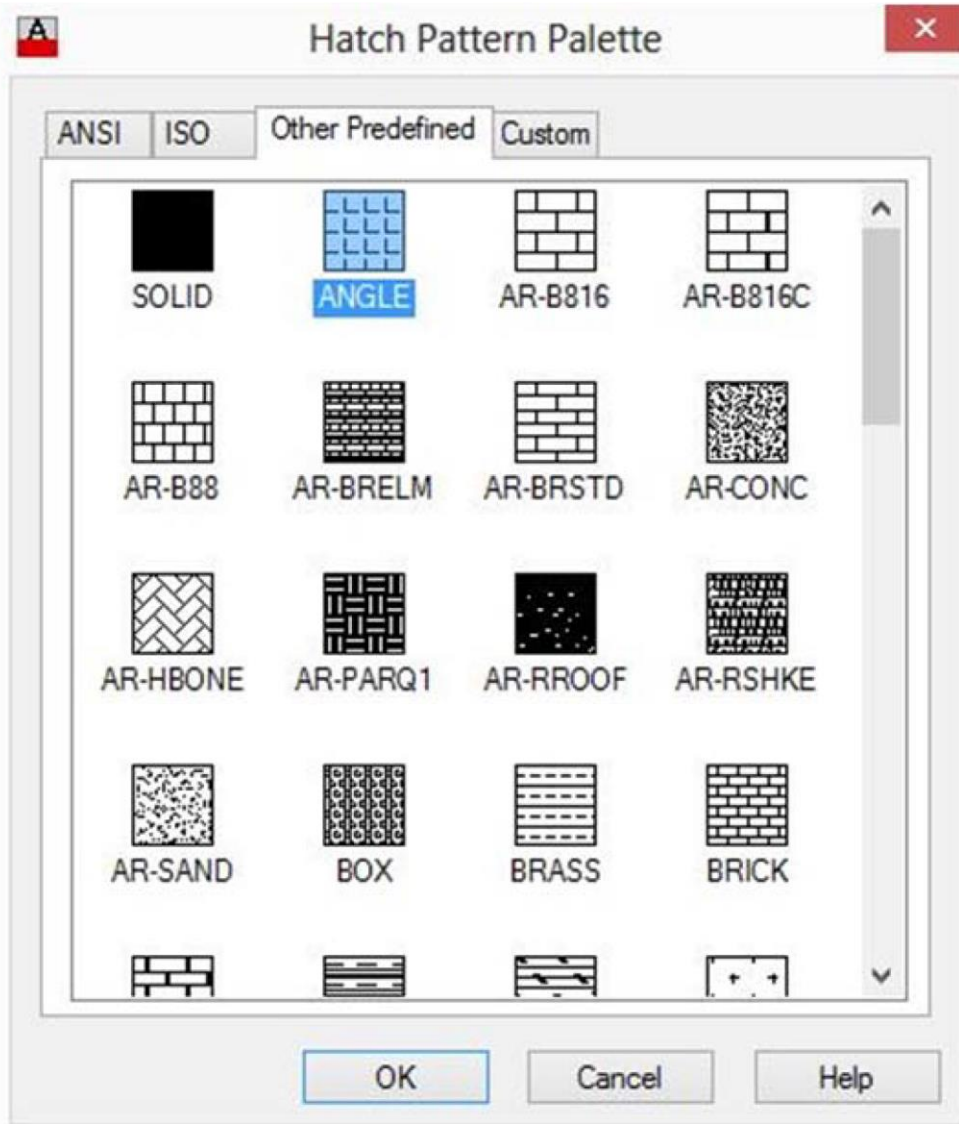 A
Hatch Pattern Palette
ANSI ISO Other Predefined Custom
SOLID ANGLE AR-B816 AR-B816C
AR-B88 AR-BRELM AR-BRSTD AR-CONC
AR-HBONE AR-PARQ1 AR-RROOF AR-RSHKE
AR-SAND BOX BRASS BRICK
OK Cancel Help